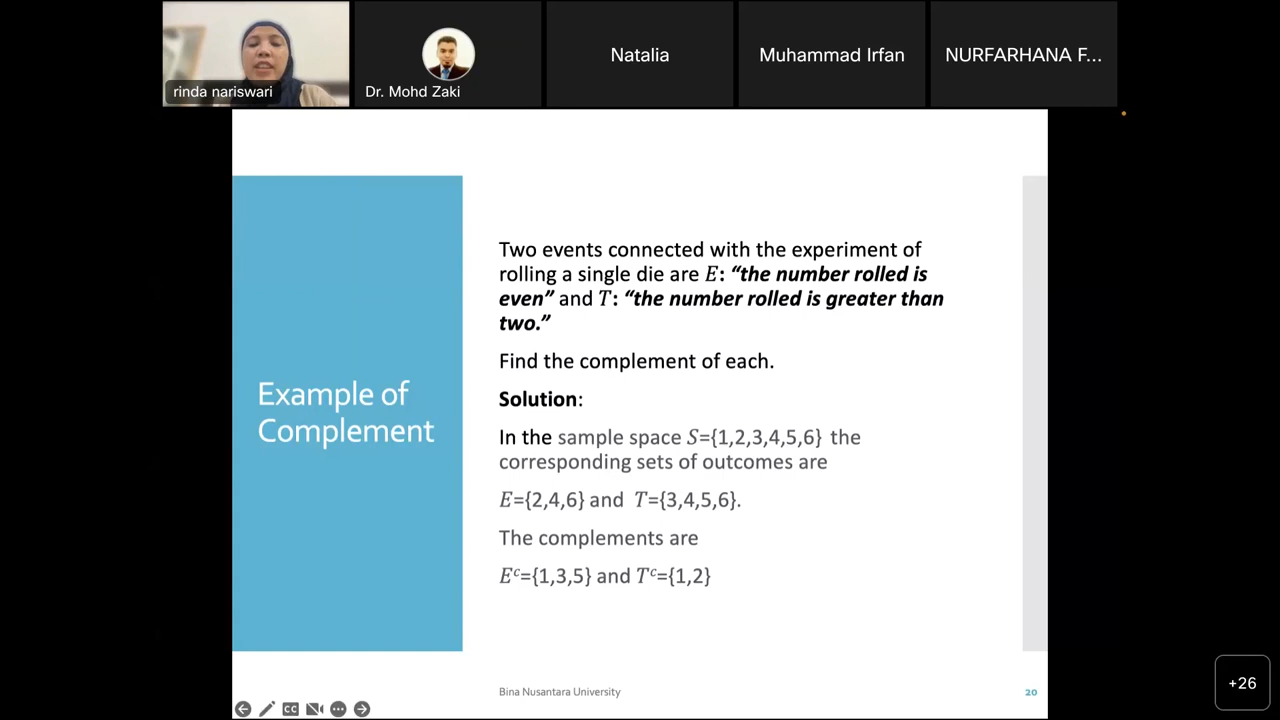 rinda nariswari
Dr. Mohd Zaki
Natalia
Muhammad Irfan
NURFARHANA F...
Example of
Complement
Two events connected with the experiment of
rolling a single die are E: “the number rolled is
even” and T: “the number rolled is greater than
two.”
Find the complement of each.
Solution:
In the sample space S={1,2,3,4,5,6} the
corresponding sets of outcomes are
E={2,4,6} and T={3,4,5,6}.
The complements are
Eᶜ={1,3,5} and Tᶜ={1,2}
Bina Nusantara University
20
CC
+26